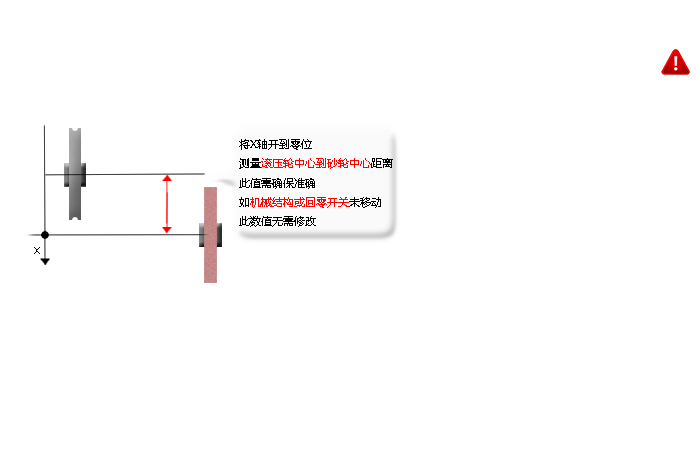 将X轴开到零位
测量滚压轮中心到砂轮中心距离
此值需确保准确
如机械结构或回零开关未移动
此数值无需修改
X